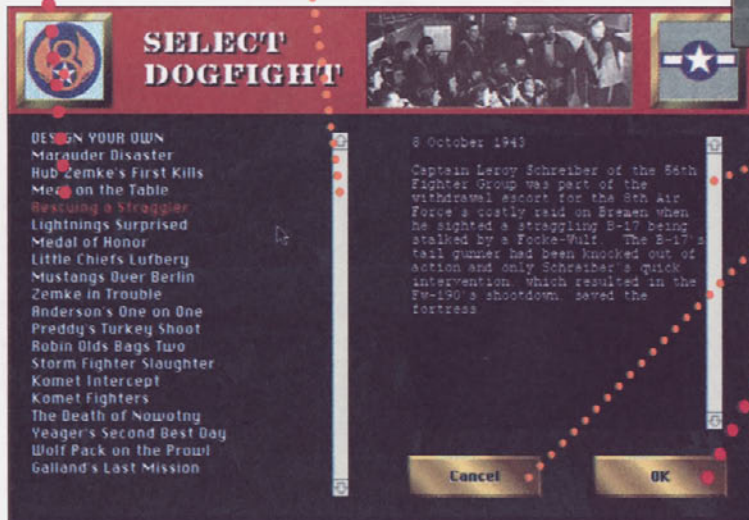 8
SELECT
DOGFIGHT
DESIGN YOUR OWN
Marauder Disaster
Hub Zemke's First Kills
Meat on the Table
Rescuing a Straggler
Lightnings Surprised
Medal of Honor
Little Chiefs Lufbery
Mustangs Over Berlin
Zemke in Trouble
Anderson's One on One
Preddy's Turkey Shoot
Robin Olds Bags Two
Storm Fighter Slaughter
Komet Intercept
Komet Fighters
The Death of Nowotny
Yeager's Second Best Day
Wolf Pack on the Prowl
Galland's Last Mission
8 October 1943
Captain Leroy Schreiber of the 56th
Fighter Group was part of the
withdrawal escort for the 8th Air
Force's costly raid on Bremen when
he sighted a straggling B-17 being
stalked by a Focke-Wulf. The B-17's
tail gunner had been knocked out of
action and only Schreiber's quick
intervention, which resulted in the
Fw-190's shootdown, saved the
fortress.
Cancel
OK